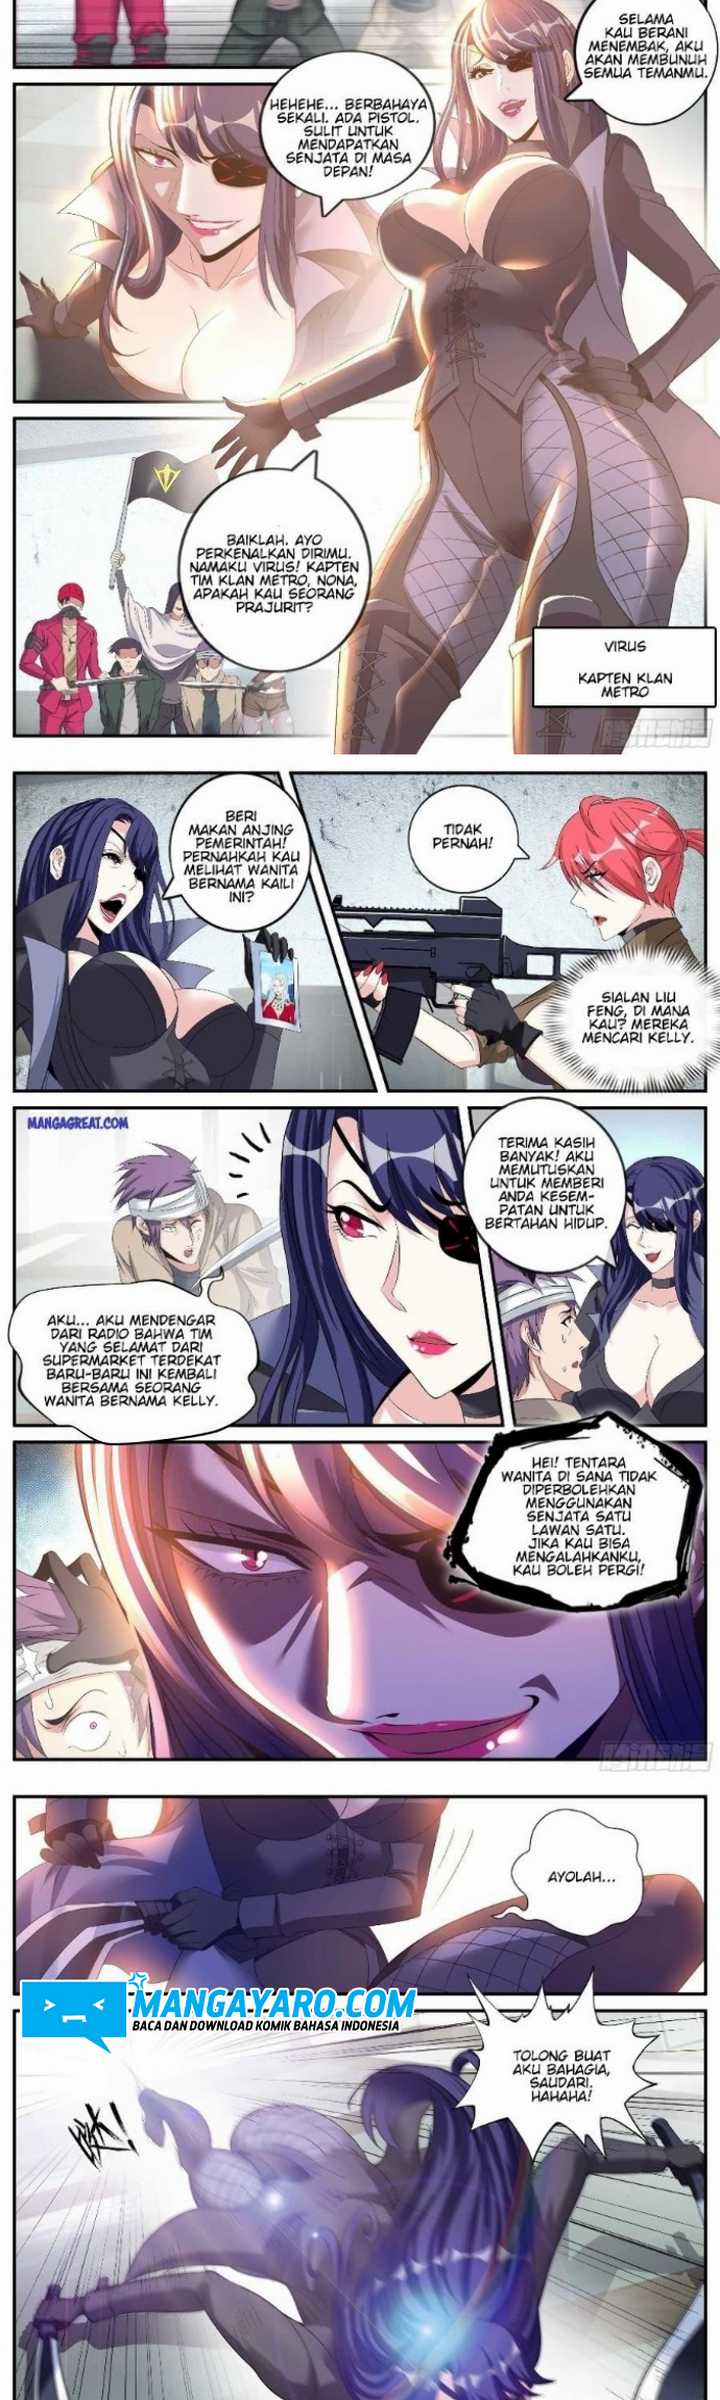 SELAMA
KAU BERANI
MENEMBAK, AKU
AKAN MEMBUNUH
SEMUA TEMANMU.
HEHEHE... BERBAHAYA
SEKALI. ADA PISTOL.
SULIT UNTUK
MENDAPATKAN
SENJATA DI MASA
DEPAN!
BAIKLAH. AYO
PERKENALKAN DIRIMU.
NAMAKU VIRUS! KAPTEN
TIM KLAN METRO, NONA,
APAKAH KAU SEORANG
PRAJURIT?
VIRUS
KAPTEN KLAN
METRO
BERI
MAKAN ANJING
PEMERINTAH!
PERNAHKAH KAU
MELIHAT WANITA
BERNAMA KAILI
INI?
TIDAK
PERNAH!
SIALAN LIU
FENG, DI MANA
KAU? MEREKA
MENCARI KELLY.
MANGAGREAT.COM
AKU... AKU MENDENGAR
DARI RADIO BAHWA TIM
YANG SELAMAT DARI
SUPERMARKET TERDEKAT
BARU-BARU INI KEMBALI
BERSAMA SEORANG
WANITA BERNAMA KELLY.
TERIMA KASIH
BANYAK! AKU
MEMUTUSKAN
UNTUK MEMBERI
ANDA KESEM-
PATAN UNTUK
BERTAHAN HIDUP.
HEI! TENTARA
WANITA DI SANA TIDAK
DIPERBOLEHKAN
MENGGUNAKAN
SENJATA SATU
LAWAN SATU.
JIKA KAU BISA
MENGALAHKANKU,
KAU BOLEH PERGI!
AYOLAH...
MANGAYARO.COM
BACA DAN DOWNLOAD KOMIK BAHASA INDONESIA
TOLONG BUAT
AKU BAHAGIA,
SAUDARI.
HAHAHA!